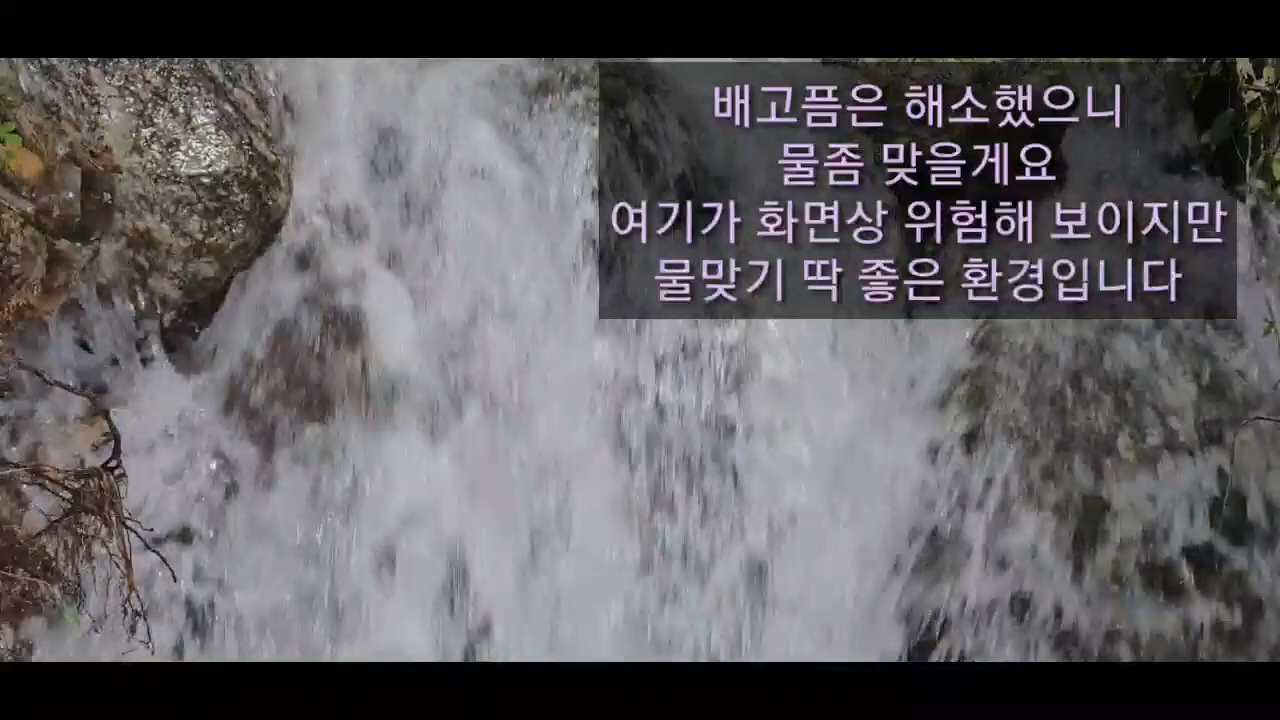 배고픔은 해소했으니
물좀 맞을게요
여기가 화면상 위험해 보이지만
물맞기 딱 좋은 환경입니다